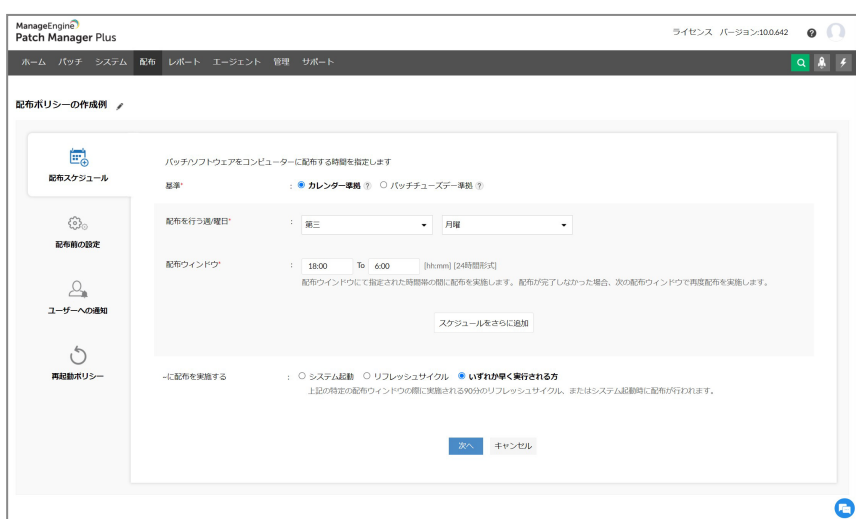 ManageEngine
Patch Manager Plus
ライセンス バージョン:10.0.642
ホーム パッチ システム 配布 レポート エージェント 管理 サポート
配布ポリシーの作成例
配布スケジュール
配布前の設定
ユーザーへの通知
再起動ポリシー
パッチ/ソフトウェアをコンピューターに配布する時間を指定します
基準* : カレンダー準拠 ? パッチチューズデー準拠 ?
配布を行う週/曜日* : 第三 月曜
配布ウィンドウ* : 18:00 To 6:00 [hh:mm] [24時間形式]
配布ウインドウにて指定された時間帯の間に配布を実施します。配布が完了しなかった場合、次の配布ウィンドウで再度配布を実施します。
スケジュールをさらに追加
~に配布を実施する : システム起動 リフレッシュサイクル いずれか早く実行される方
上記の特定の配布ウィンドウの際に実施される90分のリフレッシュサイクル、またはシステム起動時に配布が行われます。
次へ キャンセル